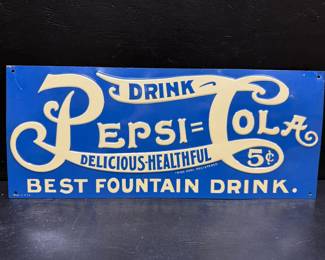 DRINK
PEPSI=COLA
DELICIOUS-HEALTHFUL 5¢
BEST FOUNTAIN DRINK.